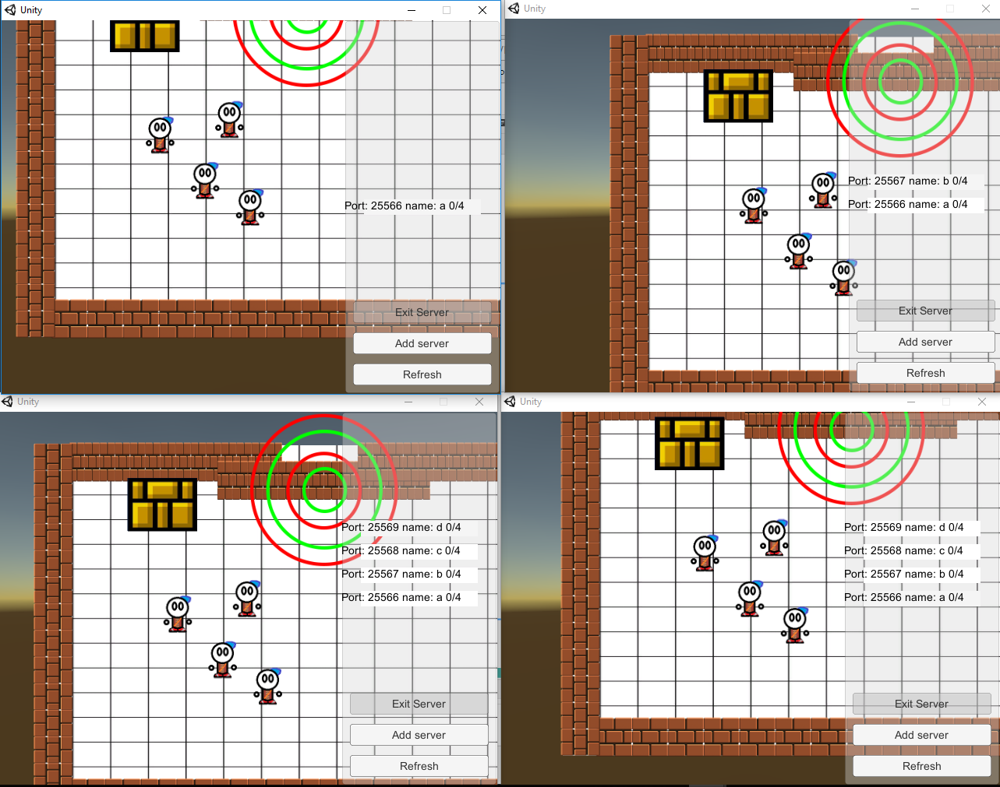 Unity
Port: 25566 name: a 0/4
Exit Server
Add server
Refresh
Unity
Port: 25567 name: b 0/4
Port: 25566 name: a 0/4
Exit Server
Add server
Refresh
Unity
Port: 25569 name: d 0/4
Port: 25568 name: c 0/4
Port: 25567 name: b 0/4
Port: 25566 name: a 0/4
Exit Server
Add server
Refresh
Unity
Port: 25569 name: d 0/4
Port: 25568 name: c 0/4
Port: 25567 name: b 0/4
Port: 25566 name: a 0/4
Exit Server
Add server
Refresh